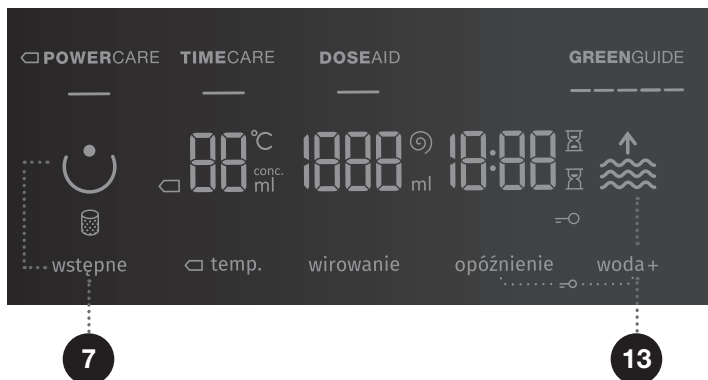 POWERCARE TIMECARE DOSEAID GREENGUIDE
88 °C conc. ml 1888 ml 18:88
wstępne temp. wirowanie opóźnienie woda+
7 13